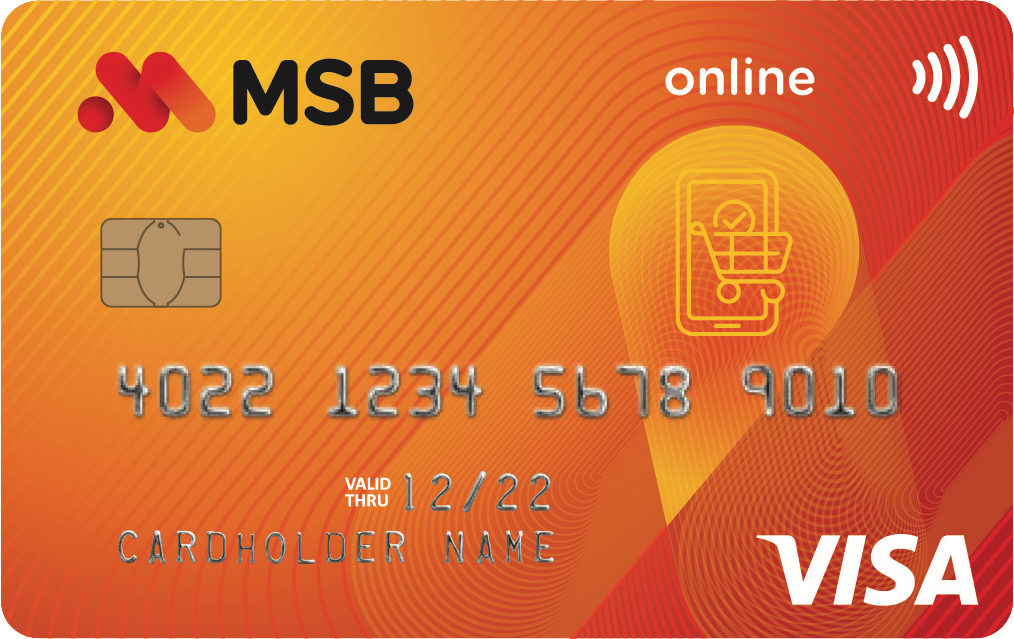 MSB
online
4022 1234 5678 9010
VALID
THRU 12/22
CARDHOLDER NAME
VISA